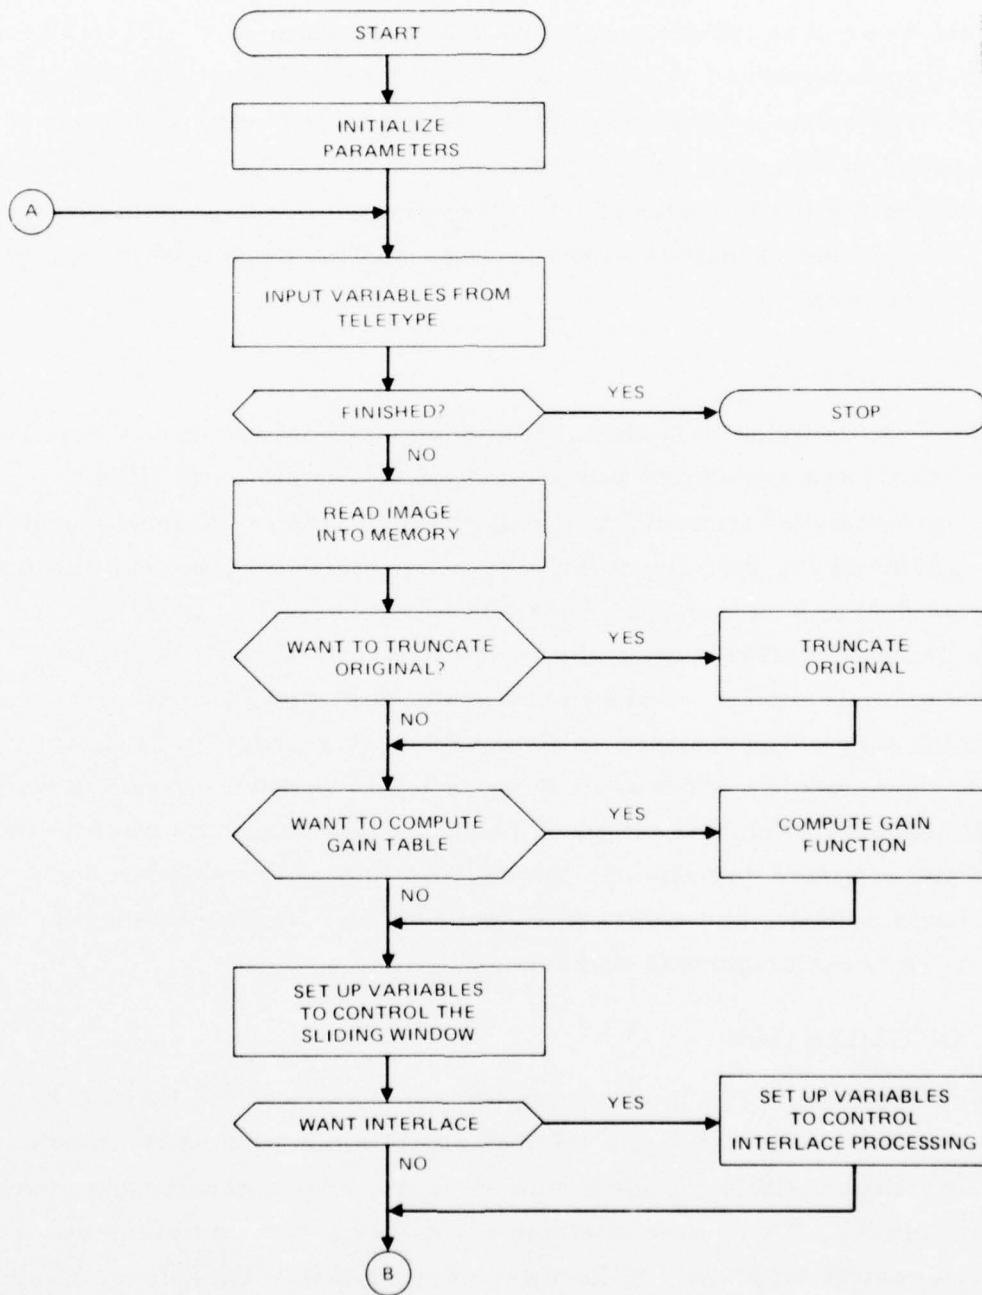 START
INITIALIZE
PARAMETERS
A
INPUT VARIABLES FROM
TELETYPE
FINISHED?
YES
STOP
NO
READ IMAGE
INTO MEMORY
WANT TO TRUNCATE
ORIGINAL?
YES
TRUNCATE
ORIGINAL
NO
WANT TO COMPUTE
GAIN TABLE
YES
COMPUTE GAIN
FUNCTION
NO
SET UP VARIABLES
TO CONTROL THE
SLIDING WINDOW
WANT INTERLACE
YES
SET UP VARIABLES
TO CONTROL
INTERLACE PROCESSING
NO
B